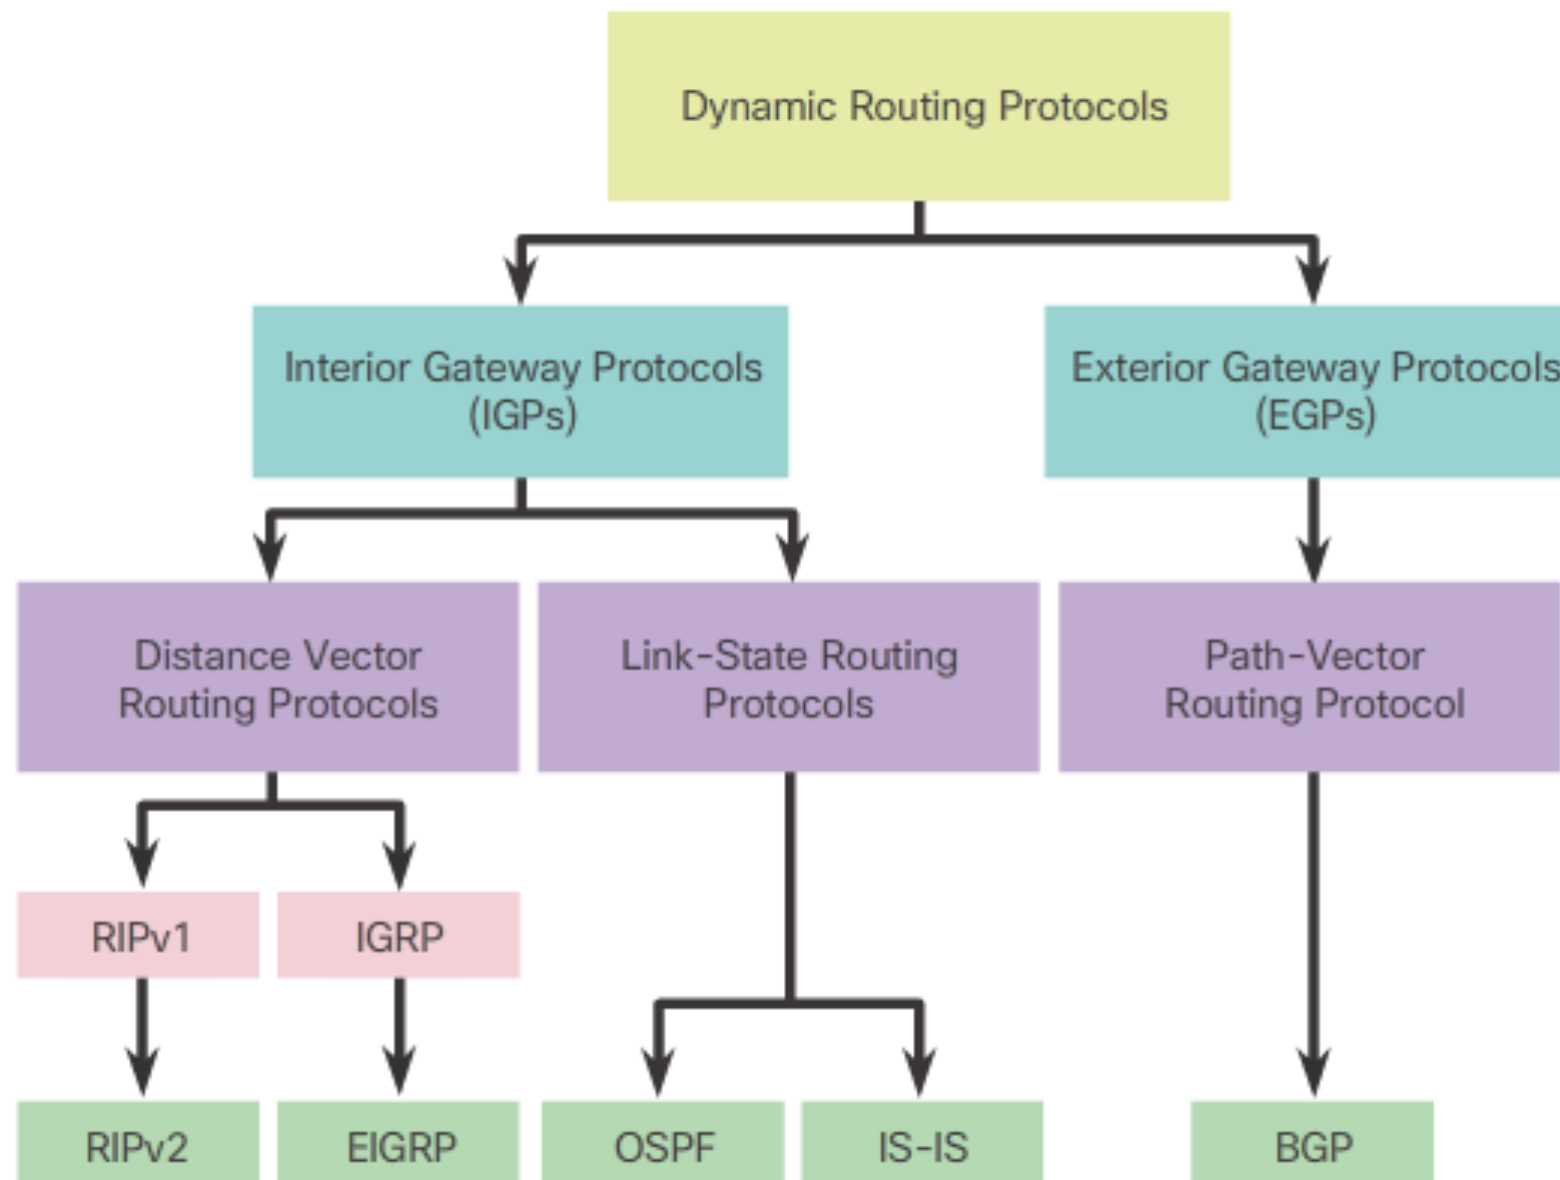 Dynamic Routing Protocols
Interior Gateway Protocols
(IGPs)
Exterior Gateway Protocols
(EGPs)
Distance Vector
Routing Protocols
Link-State Routing
Protocols
Path-Vector
Routing Protocol
RIPv1
IGRP
RIPv2
EIGRP
OSPF
IS-IS
BGP